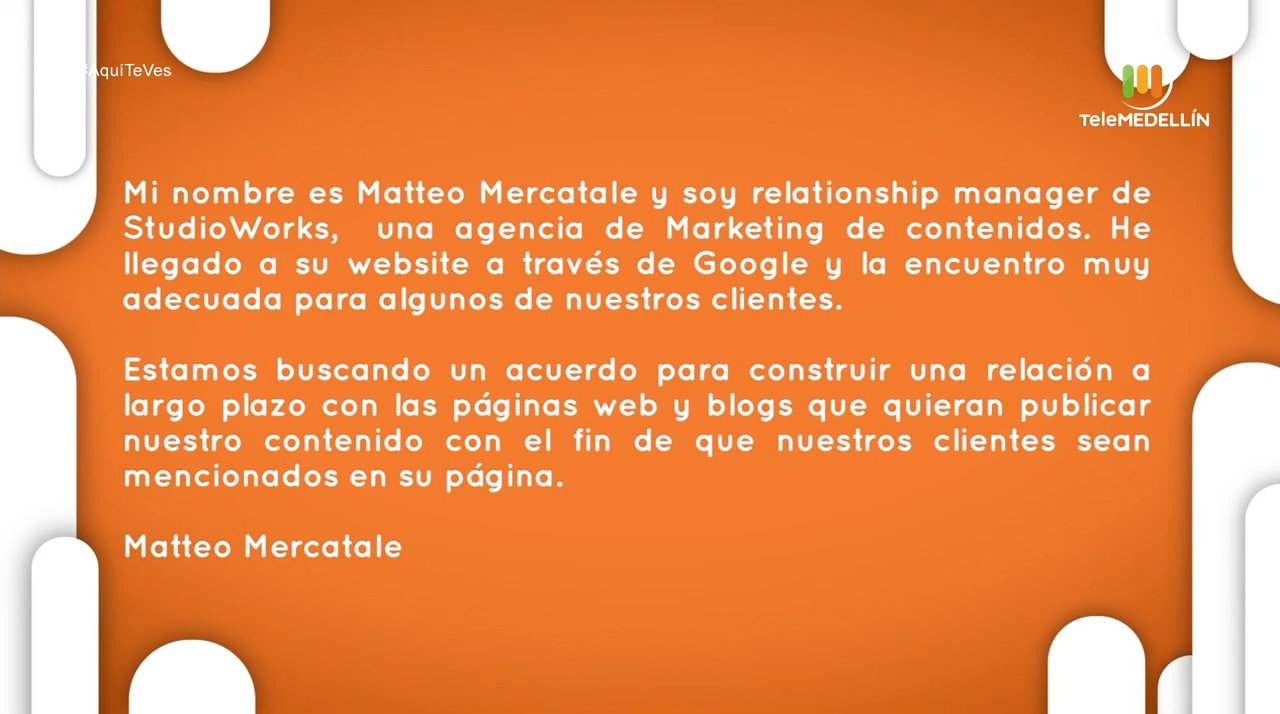 #AquíTeVes
TeleMEDELLÍN
Mi nombre es Matteo Mercatale y soy relationship manager de
StudioWorks, una agencia de Marketing de contenidos. He
llegado a su website a través de Google y la encuentro muy
adecuada para algunos de nuestros clientes.
Estamos buscando un acuerdo para construir una relación a
largo plazo con las páginas web y blogs que quieran publicar
nuestro contenido con el fin de que nuestros clientes sean
mencionados en su página.
Matteo Mercatale